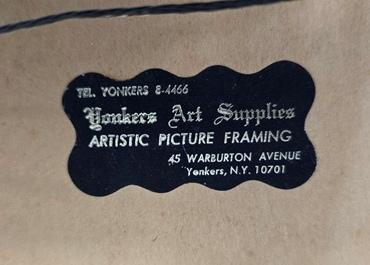 TEL. YONKERS 8-4466
Yonkers Art Supplies
ARTISTIC PICTURE FRAMING
45 WARBURTON AVENUE
Yonkers, N.Y. 10701